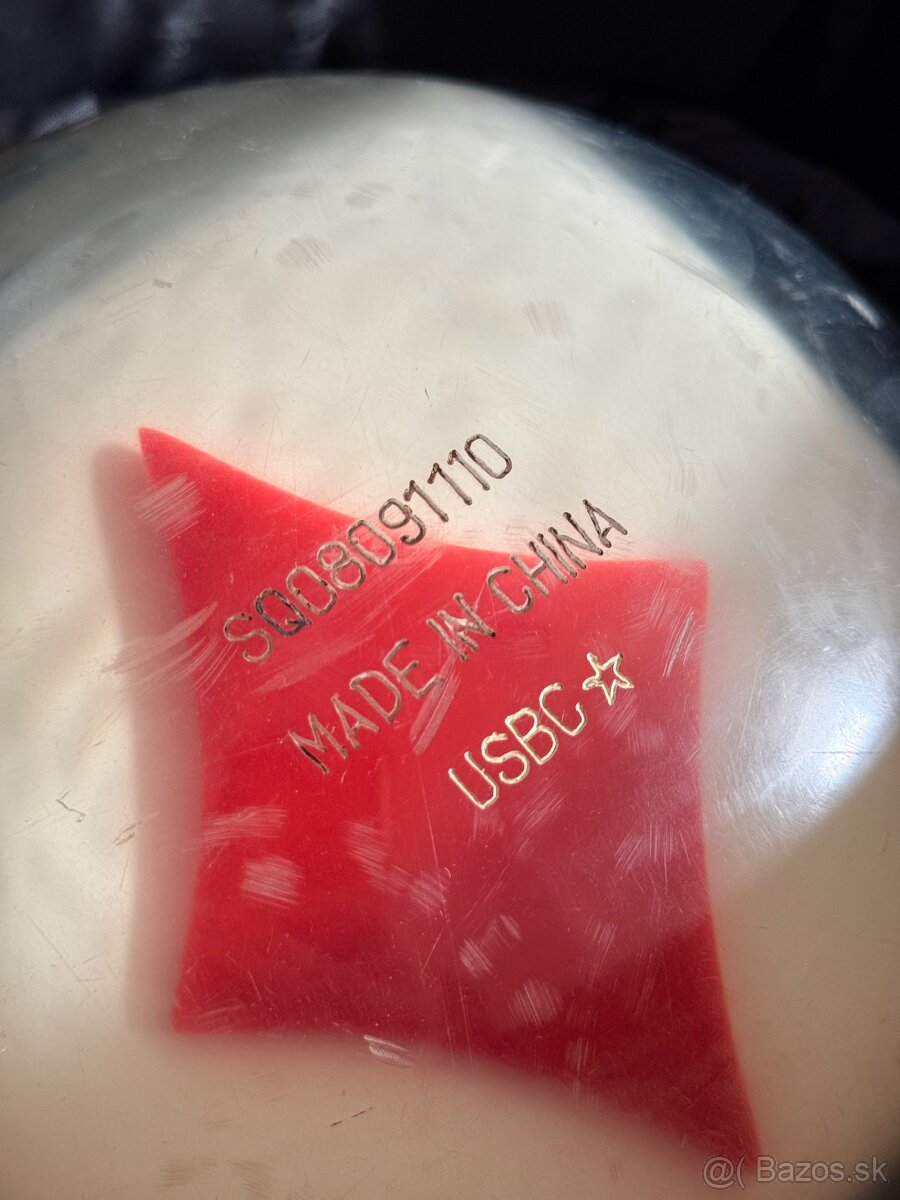 SQ08091110
MADE IN CHINA
USBC☆
@( Bazos.sk